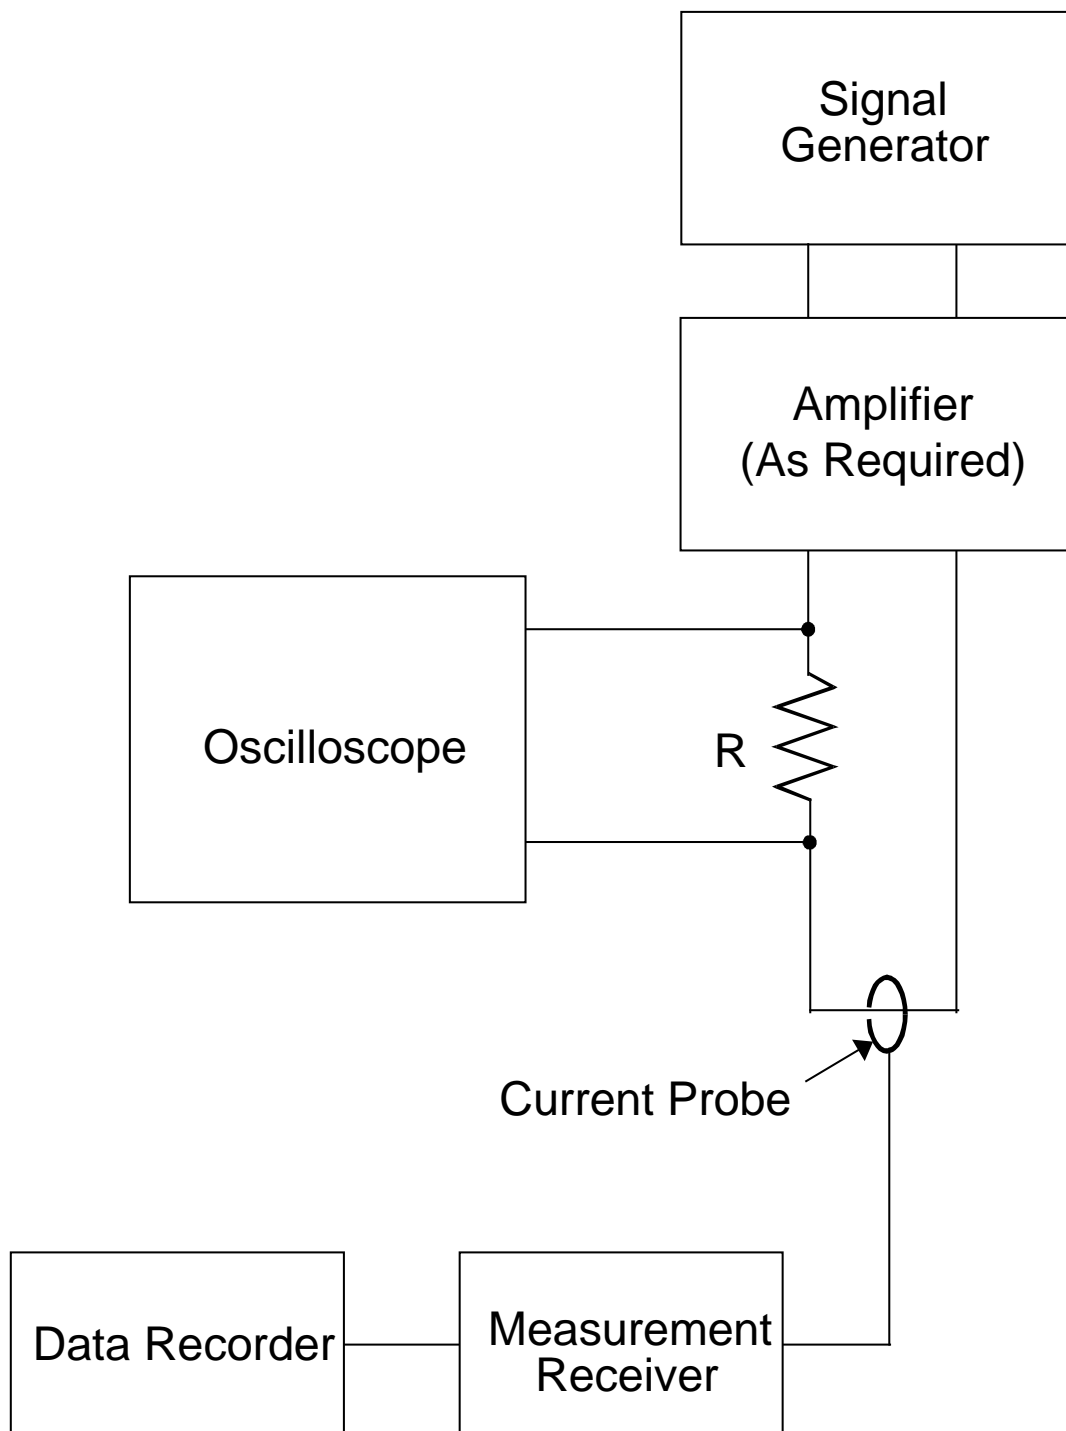 Signal
Generator
Amplifier
(As Required)
Oscilloscope
R
Current Probe
Data Recorder
Measurement
Receiver